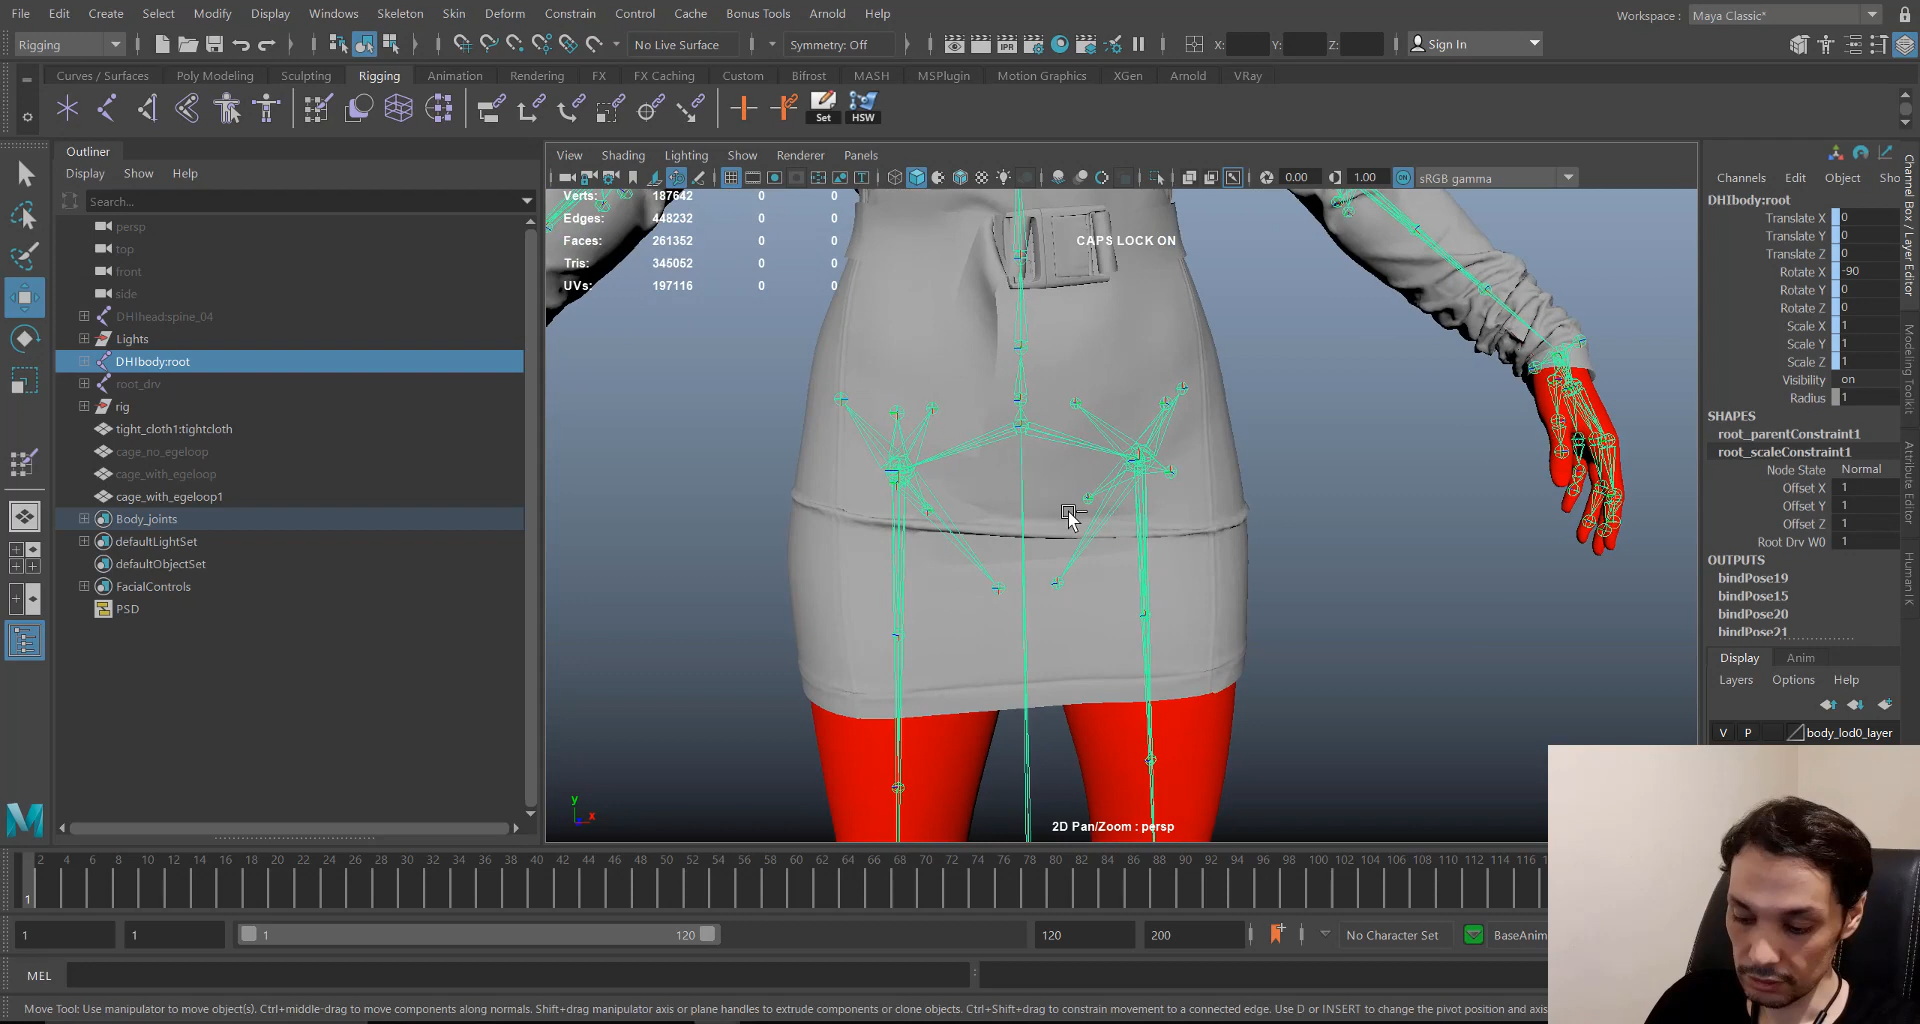 File Edit Create Select Modify Display Windows Skeleton Skin Deform Constrain Control Cache Bonus Tools Arnold Help Workspace : Maya Classic*
Rigging No Live Surface Symmetry: Off IPR X: Y: Z: Sign In
Curves / Surfaces Poly Modeling Sculpting Rigging Animation Rendering FX FX Caching Custom Bifrost MASH MSPlugin Motion Graphics XGen Arnold VRay
Set HSW
Outliner
Display Show Help
Search...
persp
top
front
side
DHIhead:spine_04
Lights
DHIbody:root
root_drv
rig
tight_cloth1:tightcloth
cage_no_egeloop
cage_with_egeloop
cage_with_egeloop1
Body_joints
defaultLightSet
defaultObjectSet
FacialControls
PSD
View Shading Lighting Show Renderer Panels
0.00 1.00 ON sRGB gamma
Verts: 187642 0 0
Edges: 448232 0 0
Faces: 261352 0 0
Tris: 345052 0 0
UVs: 197116 0 0
CAPS LOCK ON
y
x
2D Pan/Zoom : persp
Channels Edit Object Sho
DHIbody:root
Translate X 0
Translate Y 0
Translate Z 0
Rotate X -90
Rotate Y 0
Rotate Z 0
Scale X 1
Scale Y 1
Scale Z 1
Visibility on
Radius 1
SHAPES
root_parentConstraint1
root_scaleConstraint1
Node State Normal
Offset X 1
Offset Y 1
Offset Z 1
Root Drv W0 1
OUTPUTS
bindPose19
bindPose15
bindPose20
bindPose21
Display Anim
Layers Options Help
V P body_lod0_layer
Channel Box / Layer Editor
Modeling Toolkit
Attribute Editor
Human IK
2 4 6 8 10 12 14 16 18 20 22 24 26 28 30 32 34 36 38 40 42 44 46 48 50 52 54 56 58 60 62 64 66 68 70 72 74 76 78 80 82 84 86 88 90 92 94 96 98 100 102 104 106 108 110 112 114 116 118
1
1 1 1 120 120 200 No Character Set BaseAnim
MEL
Move Tool: Use manipulator to move object(s). Ctrl+middle-drag to move components along normals. Shift+drag manipulator axis or plane handles to extrude components or clone objects. Ctrl+Shift+drag to constrain movement to a connected edge. Use D or INSERT to change the pivot position and axis